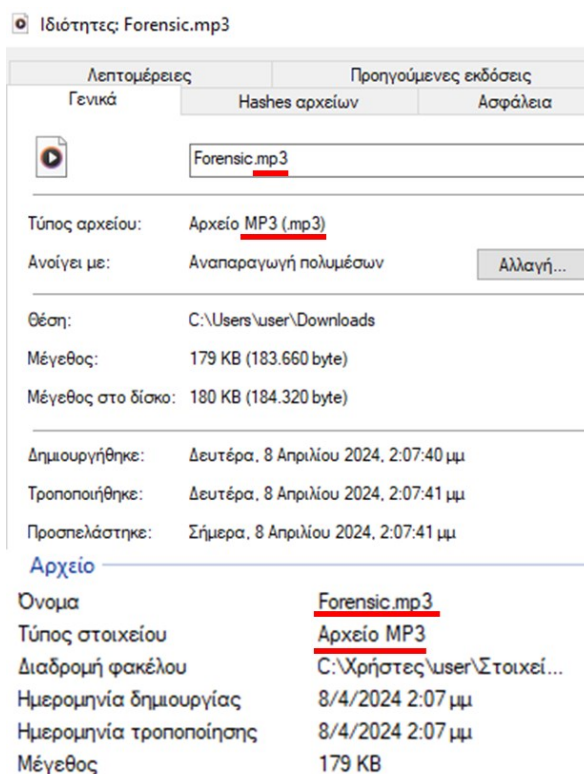 Ιδιότητες: Forensic.mp3
Λεπτομέρειες Προηγούμενες εκδόσεις
Γενικά Hashes αρχείων Ασφάλεια
Forensic.mp3
Τύπος αρχείου: Αρχείο MP3 (.mp3)
Ανοίγει με: Αναπαραγωγή πολυμέσων Αλλαγή...
Θέση: C:\Users\user\Downloads
Μέγεθος: 179 KB (183.660 byte)
Μέγεθος στο δίσκο: 180 KB (184.320 byte)
Δημιουργήθηκε: Δευτέρα, 8 Απριλίου 2024, 2:07:40 μμ
Τροποποιήθηκε: Δευτέρα, 8 Απριλίου 2024, 2:07:41 μμ
Προσπελάστηκε: Σήμερα, 8 Απριλίου 2024, 2:07:41 μμ
Αρχείο
Όνομα Forensic.mp3
Τύπος στοιχείου Αρχείο MP3
Διαδρομή φακέλου C:\Χρήστες\user\Στοιχεί...
Ημερομηνία δημιουργίας 8/4/2024 2:07 μμ
Ημερομηνία τροποποίησης 8/4/2024 2:07 μμ
Μέγεθος 179 KB